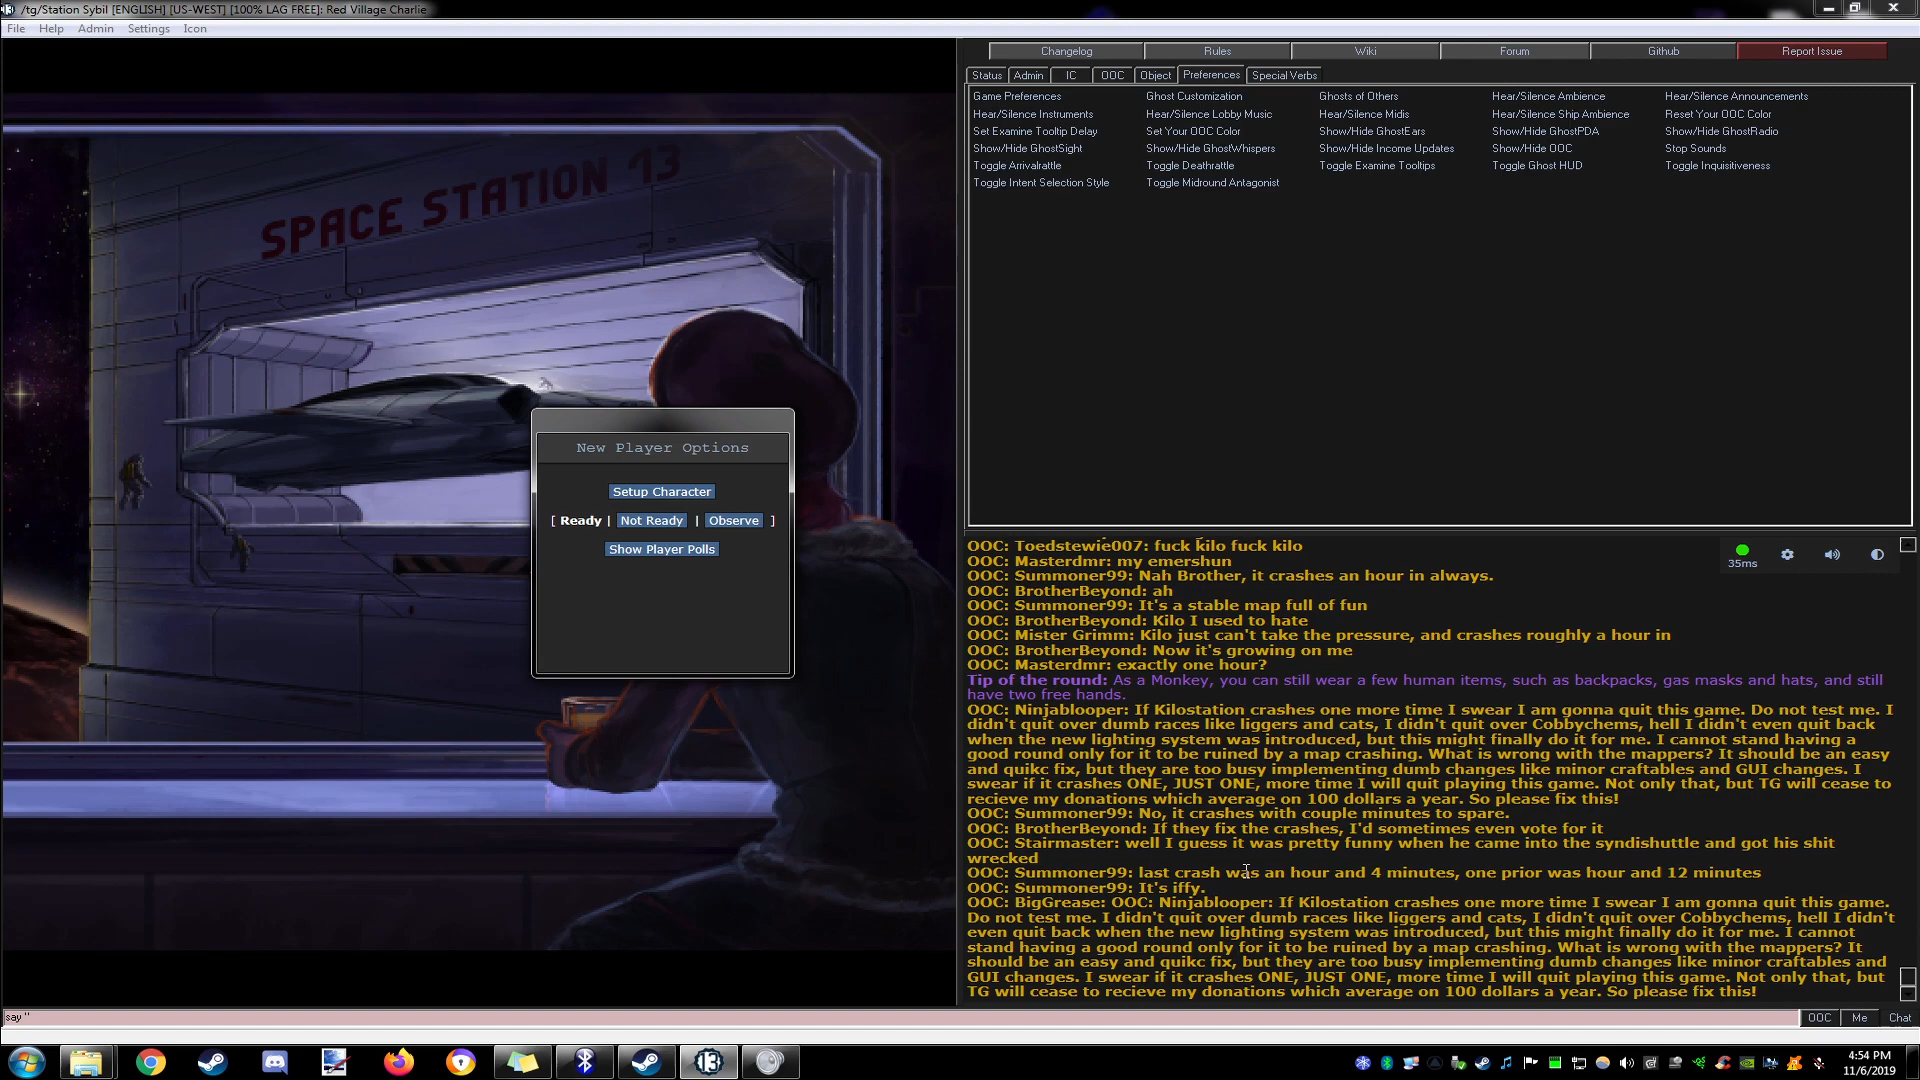 /tg/Station Sybil [ENGLISH] [US-WEST] [100% LAG FREE]: Red Village Charlie
File Help Admin Settings Icon
Changelog Rules Wiki Forum Github Report Issue
Status Admin IC OOC Object Preferences Special Verbs
Game Preferences Ghost Customization Ghosts of Others Hear/Silence Ambience Hear/Silence Announcements
Hear/Silence Instruments Hear/Silence Lobby Music Hear/Silence Midis Hear/Silence Ship Ambience Reset Your OOC Color
Set Examine Tooltip Delay Set Your OOC Color Show/Hide GhostEars Show/Hide GhostPDA Show/Hide GhostRadio
Show/Hide GhostSight Show/Hide GhostWhispers Show/Hide Income Updates Show/Hide OOC Stop Sounds
Toggle Arrivalrattle Toggle Deathrattle Toggle Examine Tooltips Toggle Ghost HUD Toggle Inquisitiveness
Toggle Intent Selection Style Toggle Midround Antagonist
SPACE STATION 13
New Player Options
Setup Character
[ Ready | Not Ready | Observe ]
Show Player Polls
35ms
OOC: Toedstewie007: fuck kilo fuck kilo
OOC: Masterdmr: my emershun
OOC: Summoner99: Nah Brother, it crashes an hour in always.
OOC: BrotherBeyond: ah
OOC: Summoner99: It's a stable map full of fun
OOC: BrotherBeyond: Kilo I used to hate
OOC: Mister Grimm: Kilo just can't take the pressure, and crashes roughly a hour in
OOC: BrotherBeyond: Now it's growing on me
OOC: Masterdmr: exactly one hour?
Tip of the round: As a Monkey, you can still wear a few human items, such as backpacks, gas masks and hats, and still
have two free hands.
OOC: Ninjablooper: If Kilostation crashes one more time I swear I am gonna quit this game. Do not test me. I
didn't quit over dumb races like liggers and cats, I didn't quit over Cobbychems, hell I didn't even quit back
when the new lighting system was introduced, but this might finally do it for me. I cannot stand having a
good round only for it to be ruined by a map crashing. What is wrong with the mappers? It should be an easy
and quikc fix, but they are too busy implementing dumb changes like minor craftables and GUI changes. I
swear if it crashes ONE, JUST ONE, more time I will quit playing this game. Not only that, but TG will cease to
recieve my donations which average on 100 dollars a year. So please fix this!
OOC: Summoner99: No, it crashes with couple minutes to spare.
OOC: BrotherBeyond: If they fix the crashes, I'd sometimes even vote for it
OOC: Stairmaster: well I guess it was pretty funny when he came into the syndishuttle and got his shit
wrecked
OOC: Summoner99: last crash was an hour and 4 minutes, one prior was hour and 12 minutes
OOC: Summoner99: It's iffy.
OOC: BigGrease: OOC: Ninjablooper: If Kilostation crashes one more time I swear I am gonna quit this game.
Do not test me. I didn't quit over dumb races like liggers and cats, I didn't quit over Cobbychems, hell I didn't
even quit back when the new lighting system was introduced, but this might finally do it for me. I cannot
stand having a good round only for it to be ruined by a map crashing. What is wrong with the mappers? It
should be an easy and quikc fix, but they are too busy implementing dumb changes like minor craftables and
GUI changes. I swear if it crashes ONE, JUST ONE, more time I will quit playing this game. Not only that, but
TG will cease to recieve my donations which average on 100 dollars a year. So please fix this!
say " OOC Me Chat
13
4:54 PM
11/6/2019